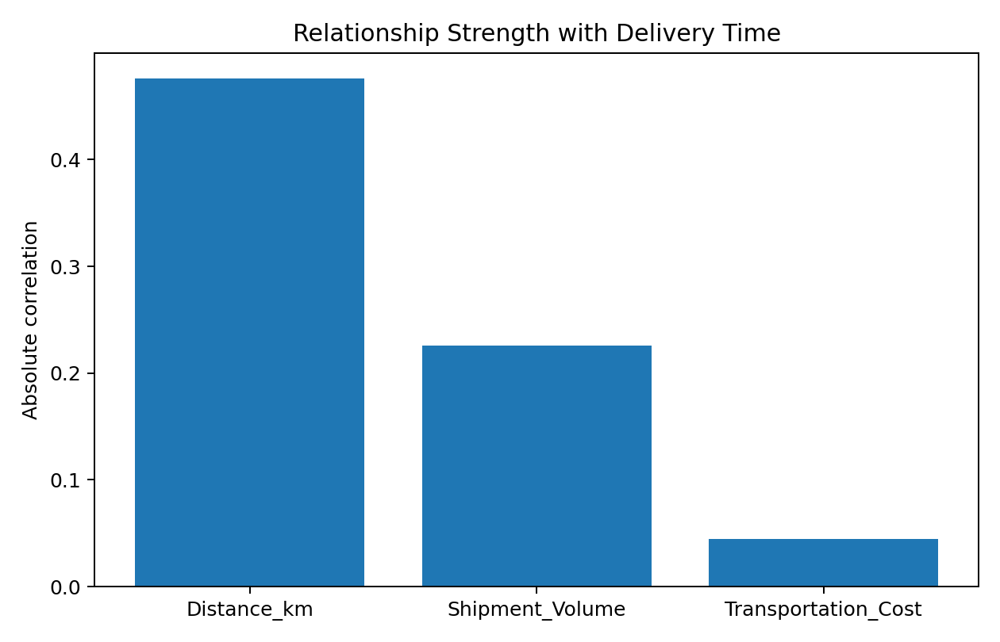 Relationship Strength with Delivery Time
Absolute correlation
0.4
0.3
0.2
0.1
0.0
Distance_km
Shipment_Volume
Transportation_Cost